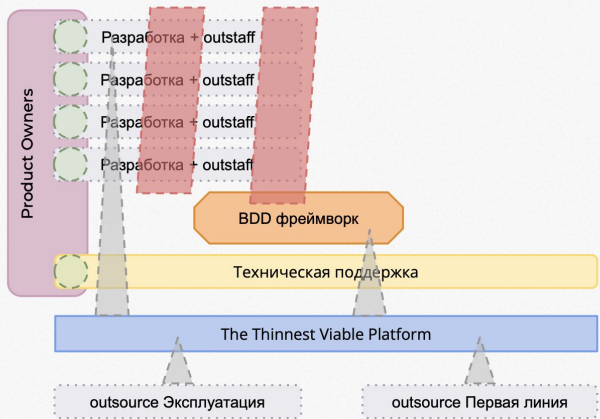 Product Owners
Разработка + outstaff
Разработка + outstaff
Разработка + outstaff
Разработка + outstaff
BDD фреймворк
Техническая поддержка
The Thinnest Viable Platform
outsource Эксплуатация
outsource Первая линия